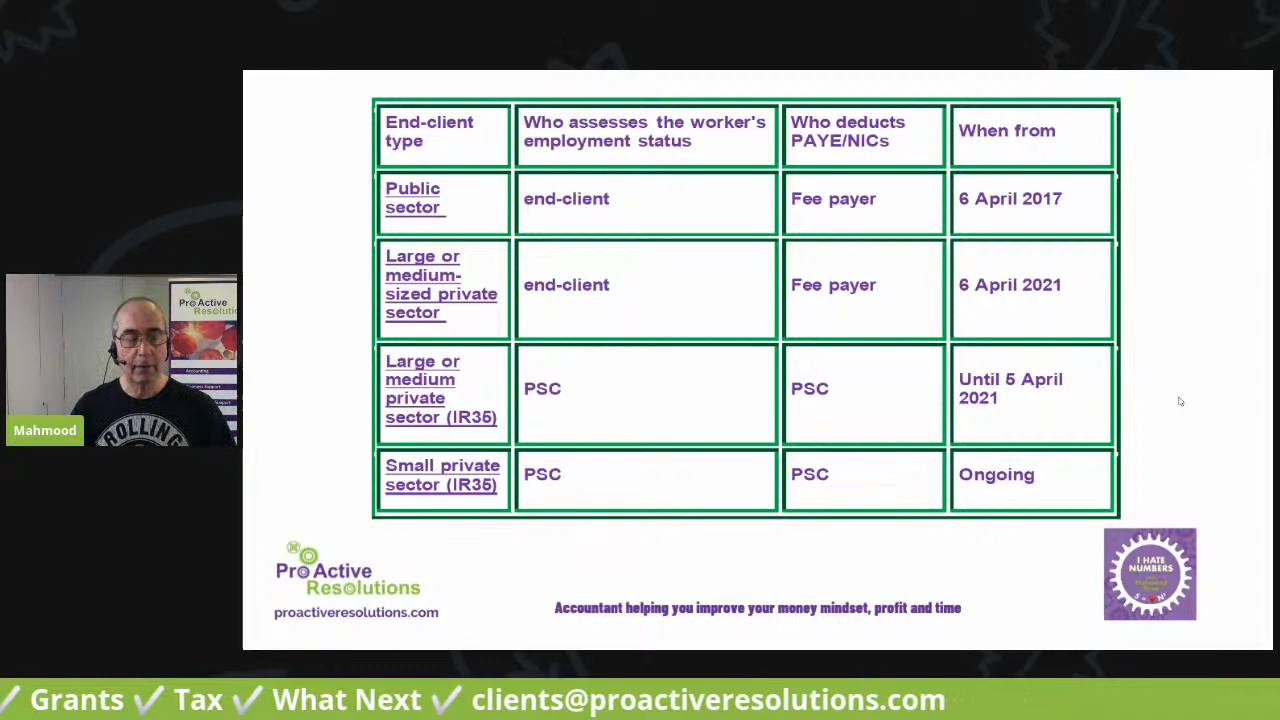 End-client type
Who assesses the worker's employment status
Who deducts PAYE/NICs
When from
Public sector
end-client
Fee payer
6 April 2017
Large or medium-sized private sector
end-client
Fee payer
6 April 2021
Large or medium private sector (IR35)
PSC
PSC
Until 5 April 2021
Small private sector (IR35)
PSC
PSC
Ongoing
ProActive
Resolutions
proactiveresolutions.com
Accountant helping you improve your money mindset, profit and time
I HATE
NUMBERS
ProActive
Accounting
ROLLING
Mahmood
Grants ✓ Tax ✓ What Next ✓ clients@proactiveresolutions.com